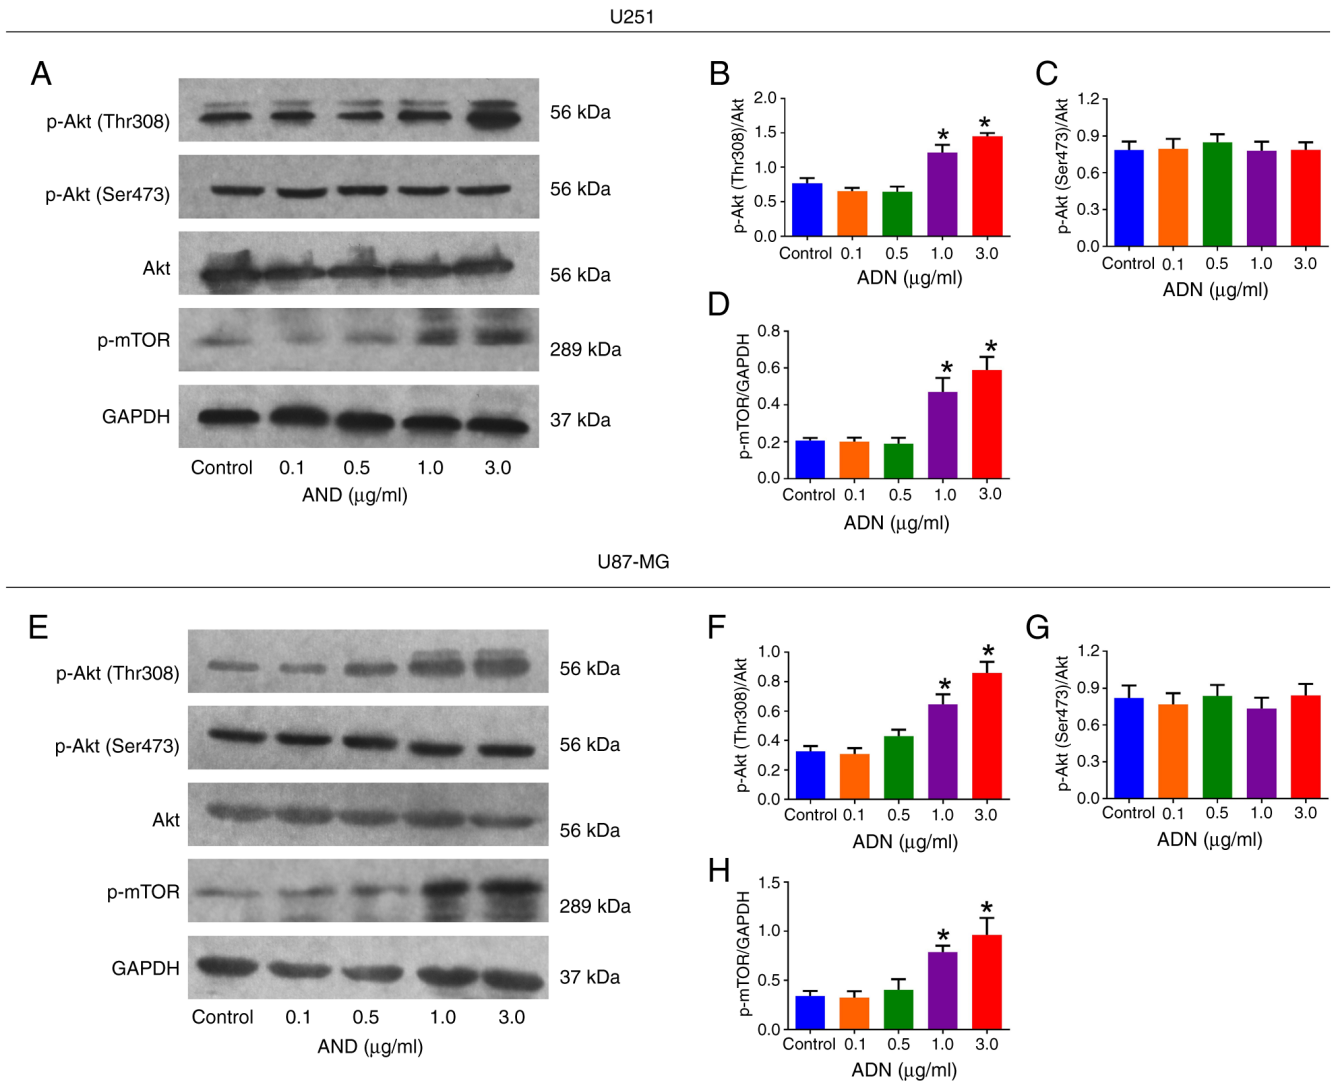 U251
A
p-Akt (Thr308)
56 kDa
p-Akt (Ser473)
56 kDa
Akt
56 kDa
p-mTOR
289 kDa
GAPDH
37 kDa
Control 0.1 0.5 1.0 3.0
AND (μg/ml)
B
p-Akt (Thr308)/Akt
2.0
1.5
1.0
0.5
0.0
* *
Control 0.1 0.5 1.0 3.0
ADN (μg/ml)
C
p-Akt (Ser473)/Akt
1.2
0.9
0.6
0.3
0.0
Control 0.1 0.5 1.0 3.0
ADN (μg/ml)
D
p-mTOR/GAPDH
0.8
0.6
0.4
0.2
0.0
* *
Control 0.1 0.5 1.0 3.0
ADN (μg/ml)
U87-MG
E
p-Akt (Thr308)
56 kDa
p-Akt (Ser473)
56 kDa
Akt
56 kDa
p-mTOR
289 kDa
GAPDH
37 kDa
Control 0.1 0.5 1.0 3.0
AND (μg/ml)
F
p-Akt (Thr308)/Akt
1.0
0.8
0.6
0.4
0.2
0.0
* *
Control 0.1 0.5 1.0 3.0
ADN (μg/ml)
G
p-Akt (Ser473)/Akt
1.2
0.9
0.6
0.3
0.0
Control 0.1 0.5 1.0 3.0
ADN (μg/ml)
H
p-mTOR/GAPDH
1.5
1.0
0.5
0.0
* *
Control 0.1 0.5 1.0 3.0
ADN (μg/ml)